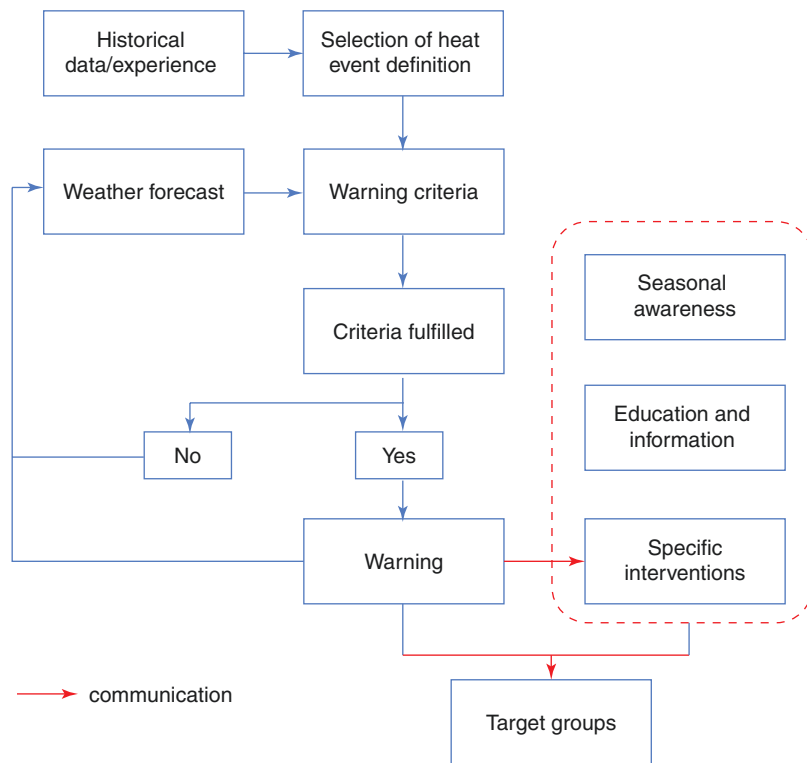 Historical
data/experience
Selection of heat
event definition
Weather forecast
Warning criteria
Seasonal
awareness
Criteria fulfilled
Education and
information
No
Yes
Warning
Specific
interventions
communication
Target groups